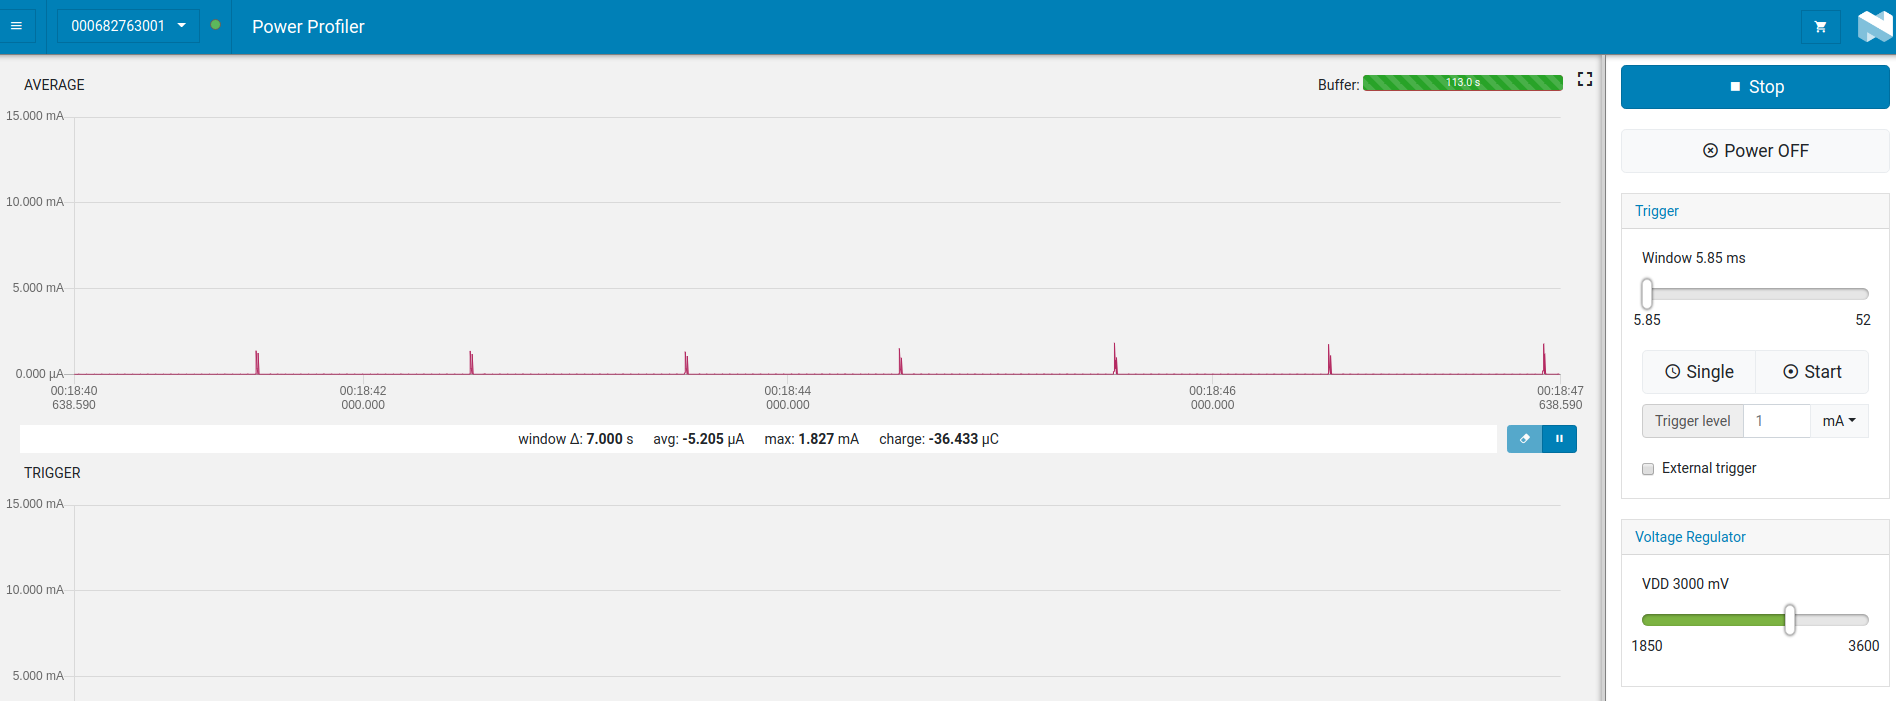 000682763001
Power Profiler
AVERAGE
Buffer: 113.0 s
15.000 mA
10.000 mA
5.000 mA
0.000 µA
00:18:40
638.590
00:18:42
000.000
00:18:44
000.000
00:18:46
000.000
00:18:47
638.590
window Δ: 7.000 s avg: -5.205 µA max: 1.827 mA charge: -36.433 µC
TRIGGER
15.000 mA
10.000 mA
5.000 mA
Stop
Power OFF
Trigger
Window 5.85 ms
5.85 52
Single Start
Trigger level 1 mA
External trigger
Voltage Regulator
VDD 3000 mV
1850 3600